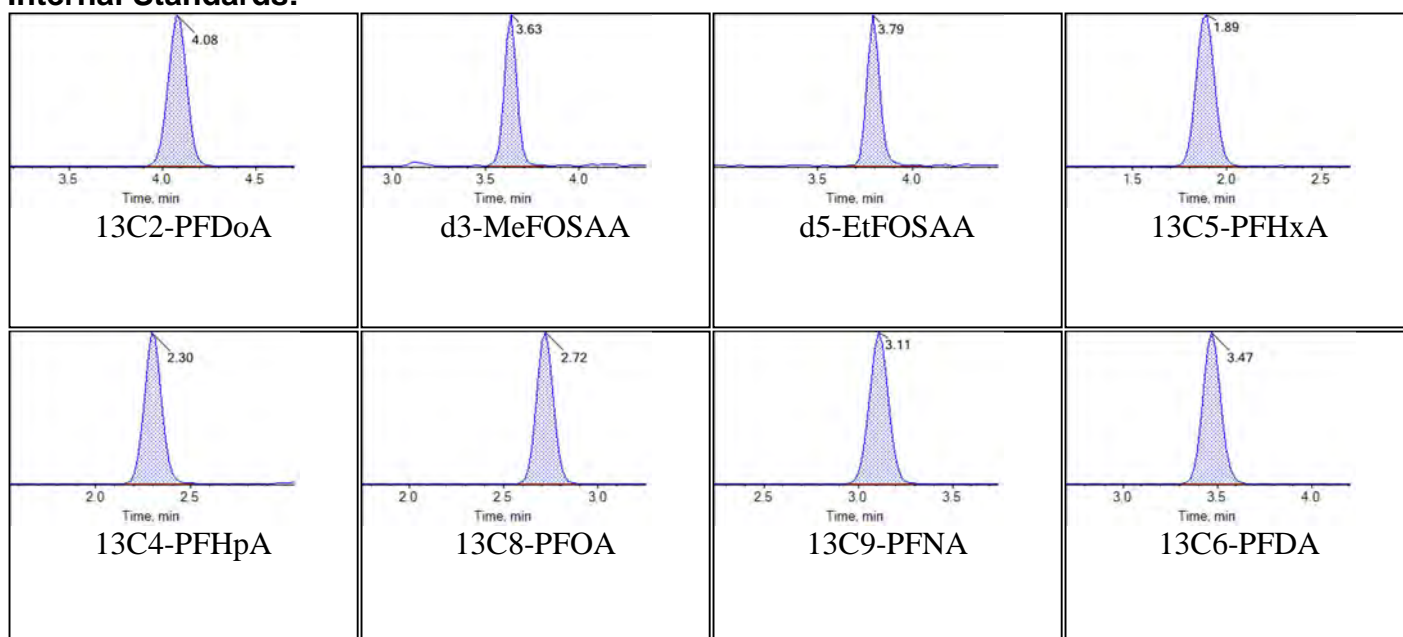 Internal Standards:
4.08
3.5 4.0 4.5
Time, min
13C2-PFDoA
3.63
3.0 3.5 4.0
Time, min
d3-MeFOSAA
3.79
3.5 4.0
Time, min
d5-EtFOSAA
1.89
1.5 2.0 2.5
Time, min
13C5-PFHxA
2.30
2.0 2.5
Time, min
13C4-PFHpA
2.72
2.0 2.5 3.0
Time, min
13C8-PFOA
3.11
2.5 3.0 3.5
Time, min
13C9-PFNA
3.47
3.0 3.5 4.0
Time, min
13C6-PFDA